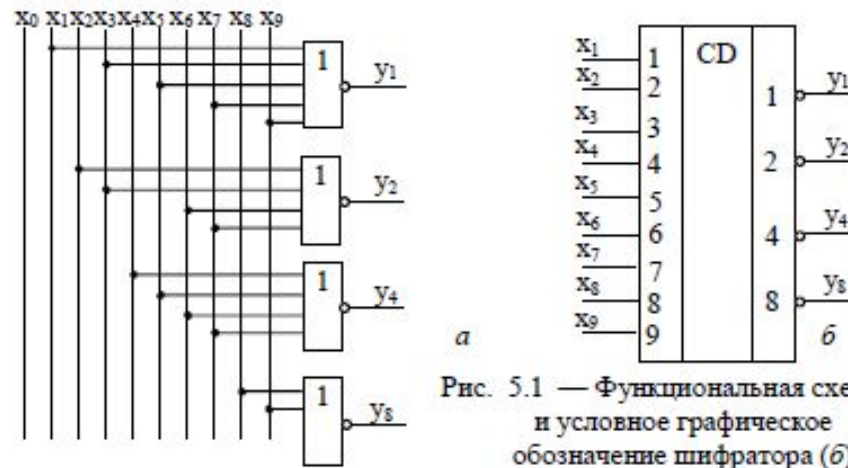 x₀ x₁ x₂ x₃ x₄ x₅ x₆ x₇ x₈ x₉
1
y₁
1
y₂
1
y₄
1
y₈
а
x₁
x₂
x₃
x₄
x₅
x₆
x₇
x₈
x₉
1
2
3
4
5
6
7
8
9
CD
1
2
4
8
y₁
y₂
y₄
y₈
б
Рис. 5.1 — Функциональная схе
и условное графическое
обозначение шифратора (б)